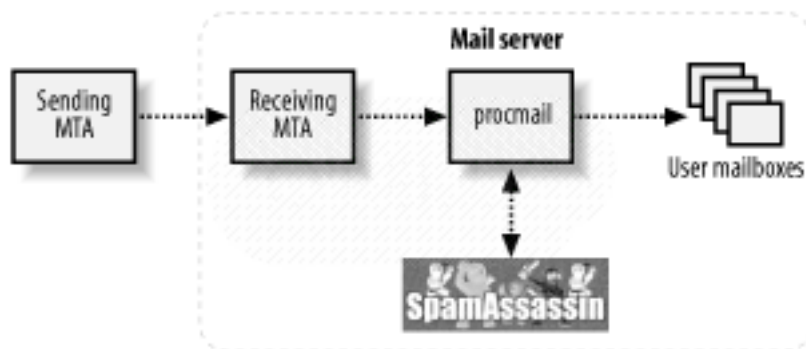 Mail server
Sending
MTA
Receiving
MTA
procmail
User mailboxes
SpamAssassin